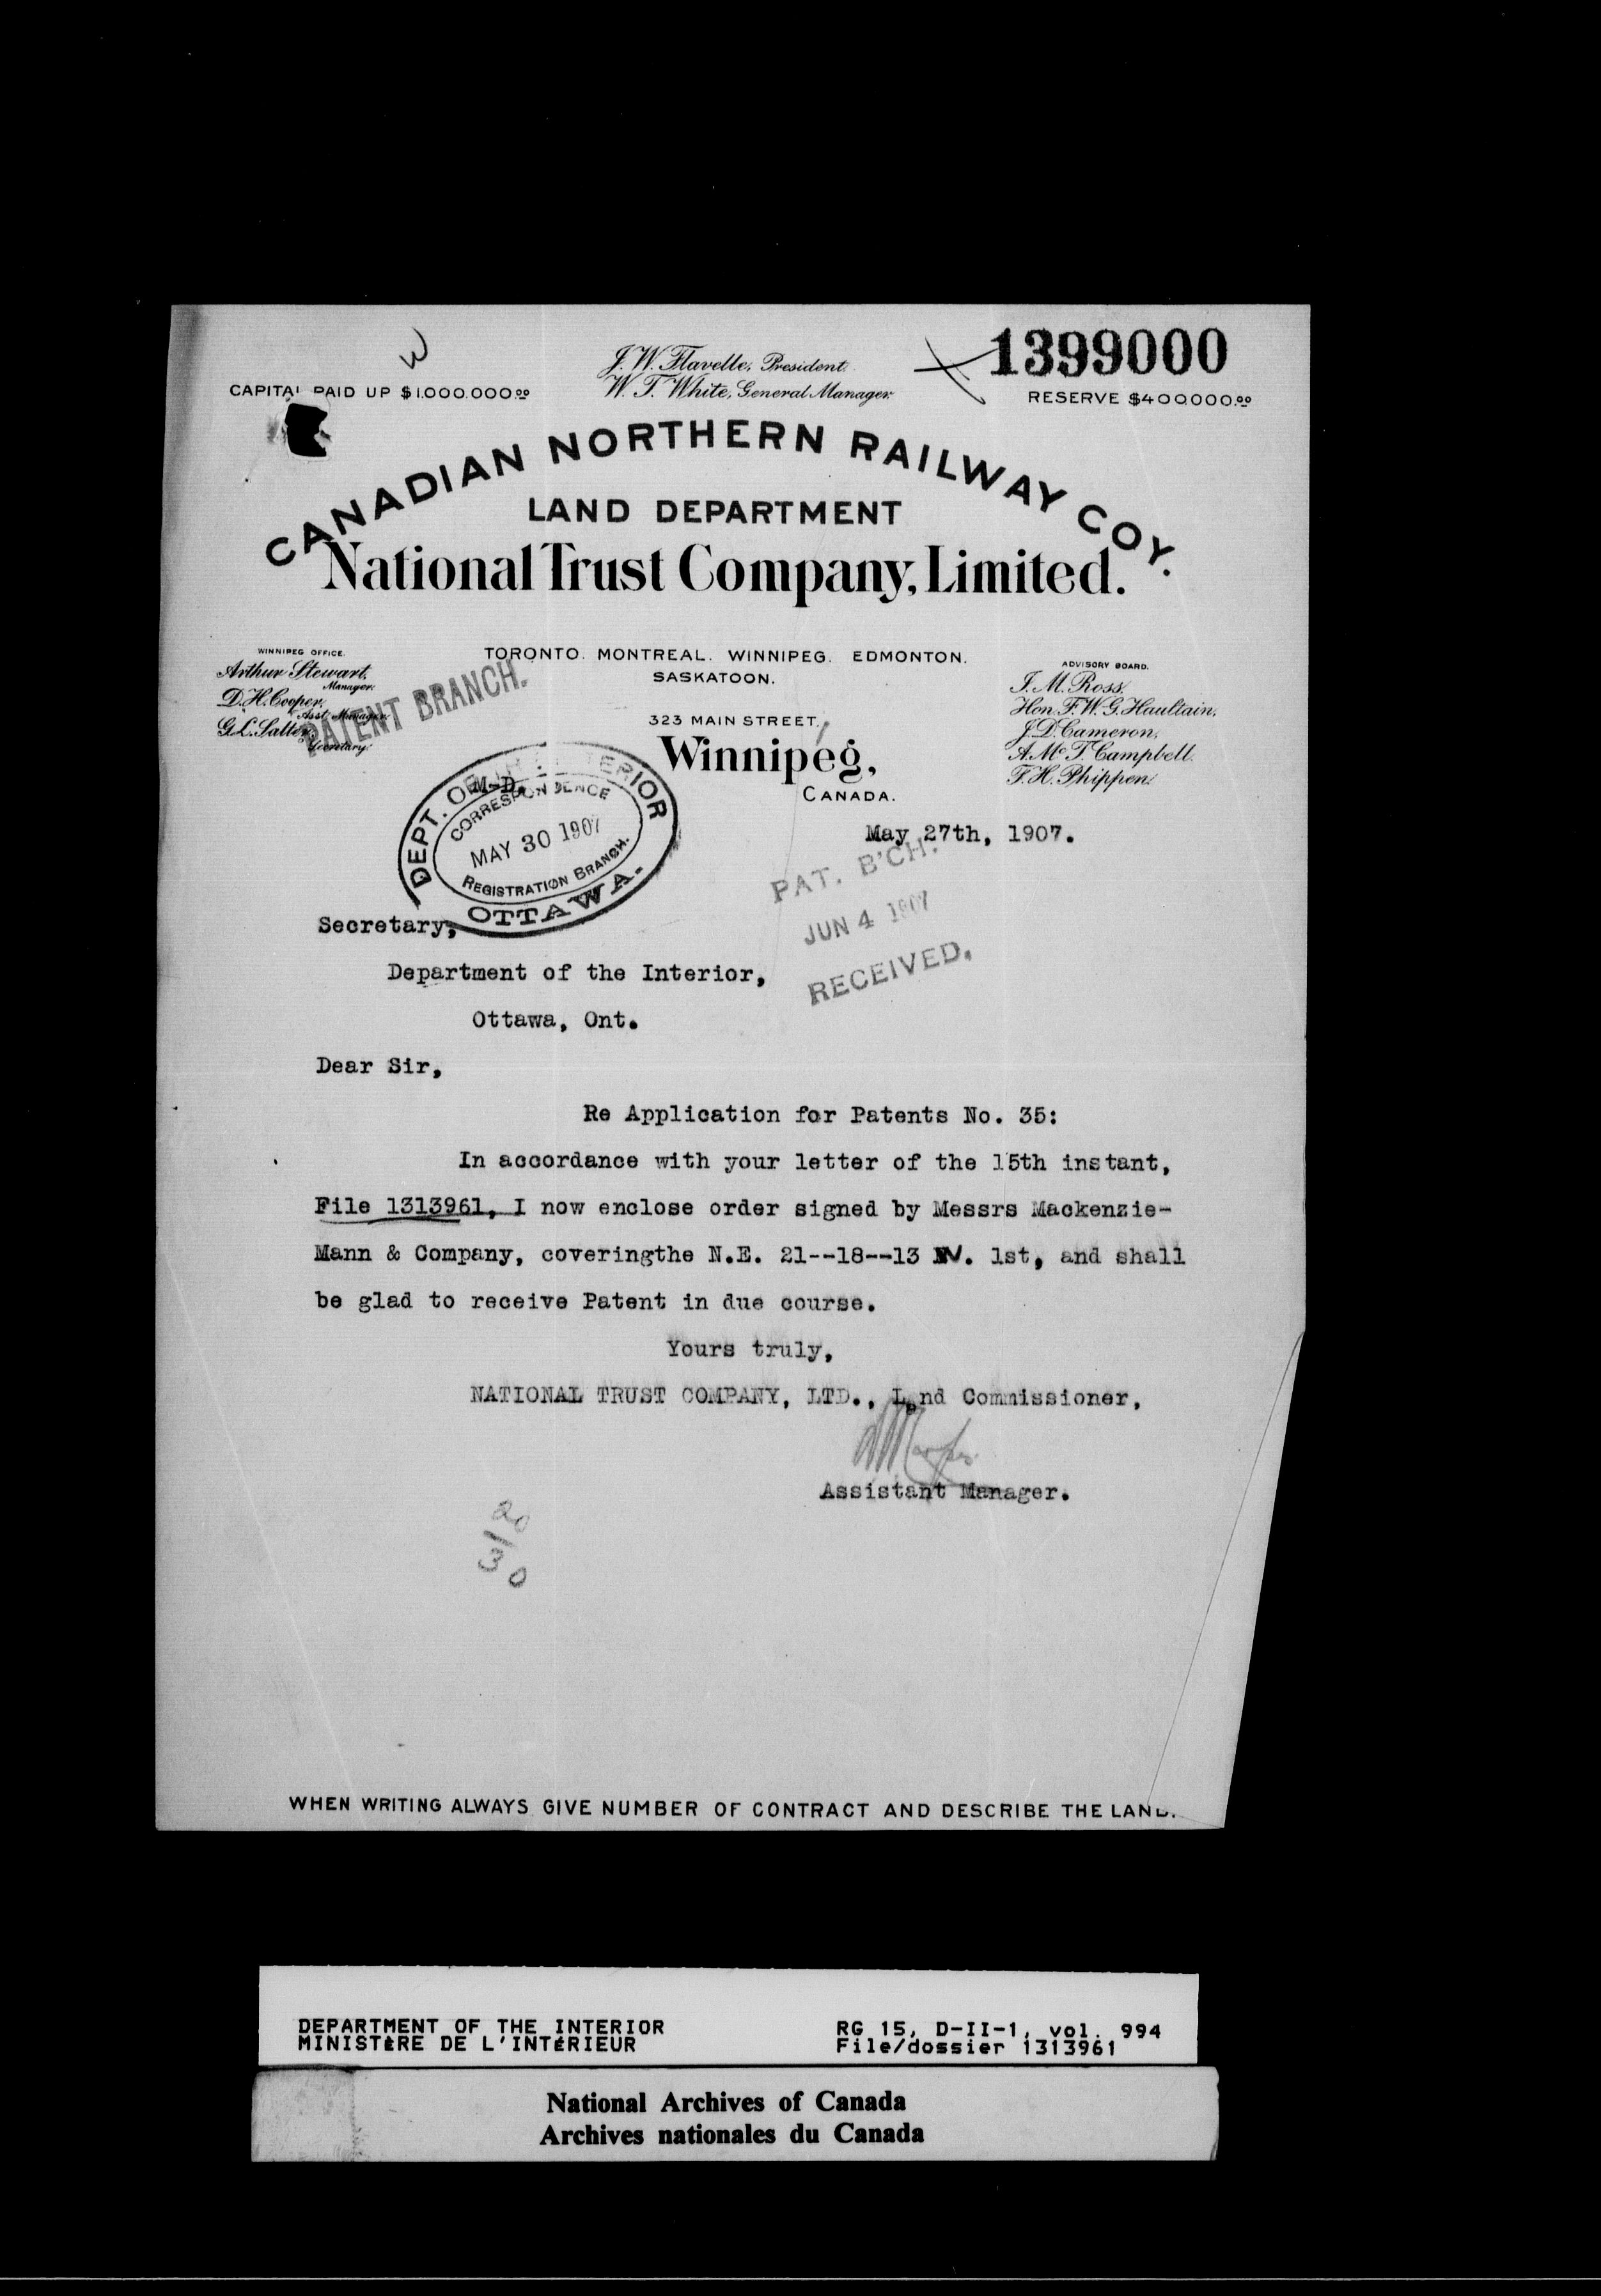 W
1399000
J. W. Flavelle, President.
W. T. White, General Manager.
CAPITAL PAID UP $1.000.000.00
RESERVE $400.000.00
CANADIAN NORTHERN RAILWAY COY.
LAND DEPARTMENT
National Trust Company, Limited.
TORONTO. MONTREAL. WINNIPEG. EDMONTON.
SASKATOON.
WINNIPEG OFFICE.
Arthur Stewart,
Manager.
D. H. Cooper,
Asst. Manager.
G. L. Salter,
Secretary.
PATENT BRANCH.
ADVISORY BOARD.
J. M. Ross.
Hon. F. W. G. Haultain.
J. D. Cameron.
A. Mc T. Campbell.
F. H. Phippen.
323 MAIN STREET,
Winnipeg,
CANADA.
M-D.
DEPT. OF THE INTERIOR
CORRESPONDENCE
MAY 30 1907
REGISTRATION BRANCH.
OTTAWA.
May 27th, 1907.
PAT. B'CH.
JUN 4 1907
RECEIVED.
Secretary,
Department of the Interior,
Ottawa, Ont.
Dear Sir,
Re Application for Patents No. 35:
In accordance with your letter of the 15th instant,
File 1313961, I now enclose order signed by Messrs Mackenzie-
Mann & Company, coveringthe N.E. 21--18--13 W. 1st, and shall
be glad to receive Patent in due course.
Yours truly,
NATIONAL TRUST COMPANY, LTD., Land Commissioner,
Assistant Manager.
20
30
WHEN WRITING ALWAYS GIVE NUMBER OF CONTRACT AND DESCRIBE THE LAND.
DEPARTMENT OF THE INTERIOR
MINISTÈRE DE L'INTÉRIEUR
RG 15, D-II-1, vol. 994
File/dossier 1313961
National Archives of Canada
Archives nationales du Canada